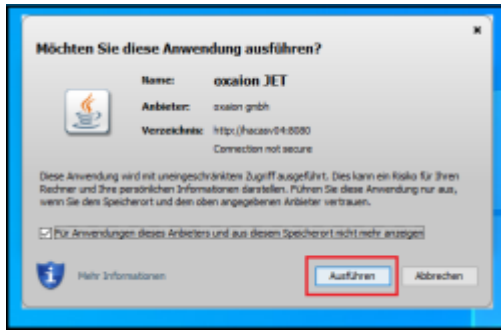 Möchten Sie diese Anwendung ausführen?
Name: oxaion JET
Anbieter: oxaion gmbh
Verzeichnis: http://hacasv04:8080
Connection not secure
Diese Anwendung wird mit uneingeschränkten Zugriff ausgeführt. Dies kann ein Risiko für Ihren
Rechner und Ihre persönlichen Informationen darstellen. Führen Sie diese Anwendung nur aus,
wenn Sie dem Speicherort und dem oben angegebenen Anbieter vertrauen.
Für Anwendungen dieses Anbieters und aus diesem Speicherort nicht mehr anzeigen
Mehr Informationen
Ausführen
Abbrechen